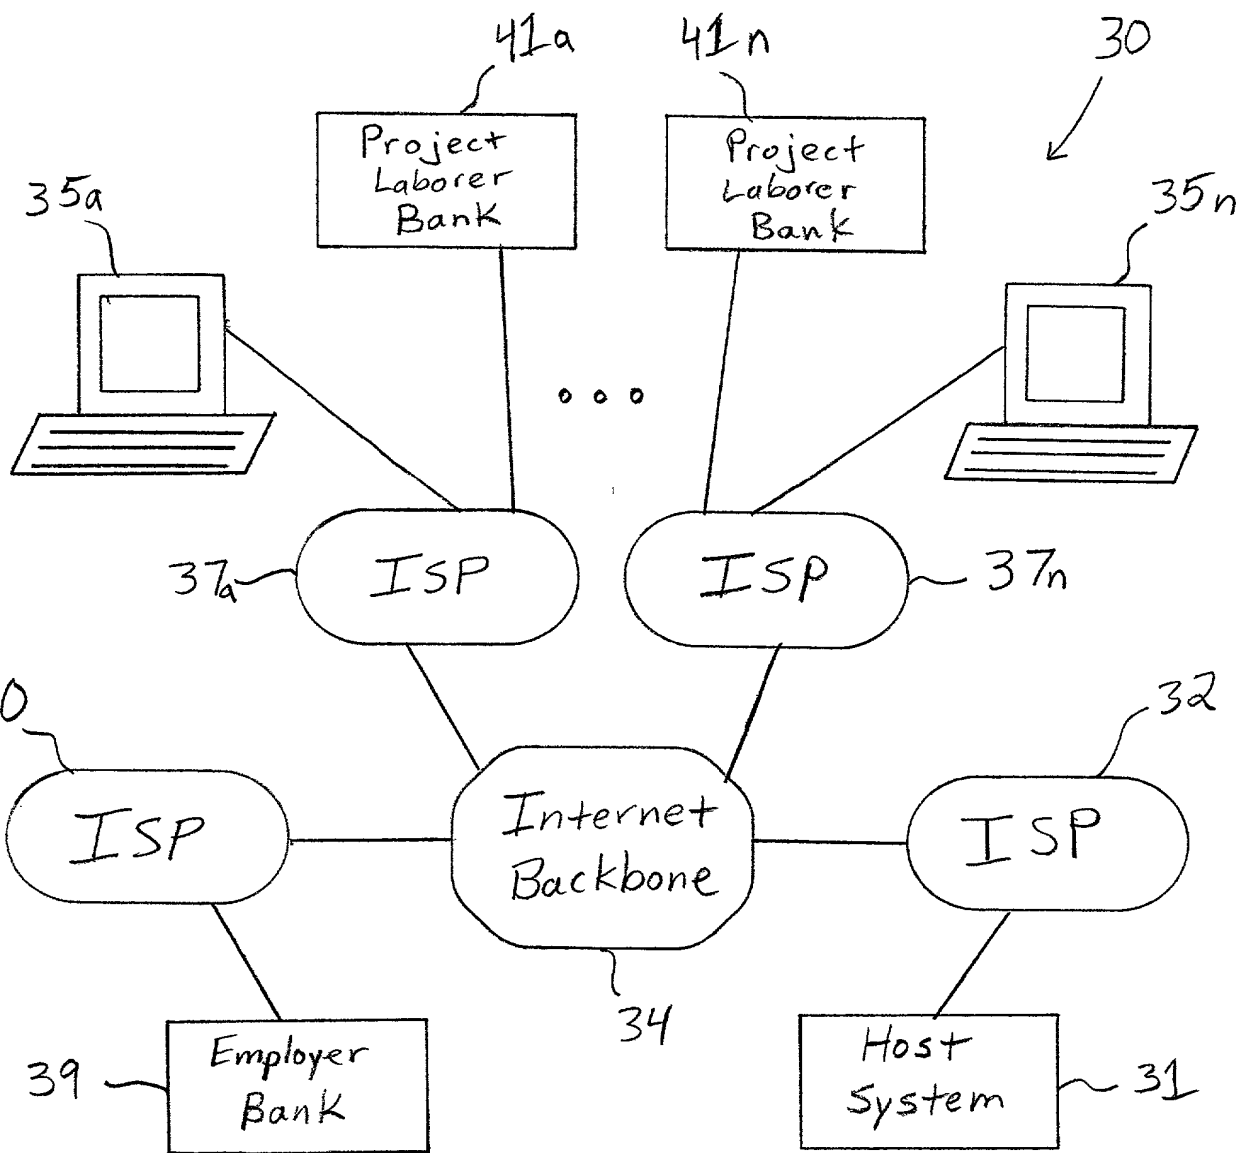 41a
41n
30
Project
Laborer
Bank
Project
Laborer
Bank
35a
35n
ISP
ISP
37a
37n
0
32
ISP
Internet
Backbone
ISP
34
Employer
Bank
39
Host
System
31